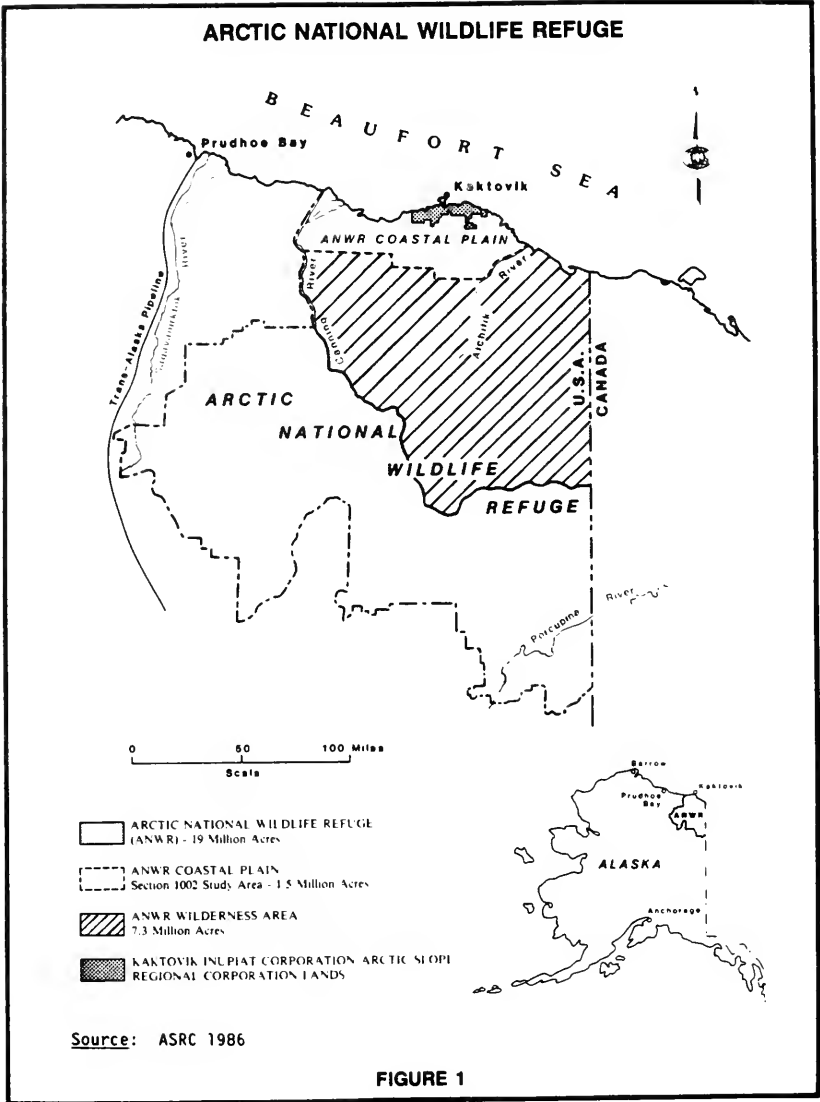 ARCTIC NATIONAL WILDLIFE REFUGE
BEAUFORT SEA
Prudhoe Bay
Kaktovik
ANWR COASTAL PLAIN
River
River
River
Trans-Alaska Pipeline
Canning
Aichilik
U.S.A.
CANADA
ARCTIC
NATIONAL
WILDLIFE
REFUGE
Porcupine River
0 50 100 Miles
Scale
ARCTIC NATIONAL WILDLIFE REFUGE
(ANWR) - 19 Million Acres
ANWR COASTAL PLAIN
Section 1002 Study Area - 1.5 Million Acres
ANWR WILDERNESS AREA
7.3 Million Acres
KAKTOVIK INUPIAT CORPORATION ARCTIC SLOPE
REGIONAL CORPORATION LANDS
Barrow
Prudhoe
Bay
Kaktovik
ANWR
ALASKA
Anchorage
Source: ASRC 1986
FIGURE 1